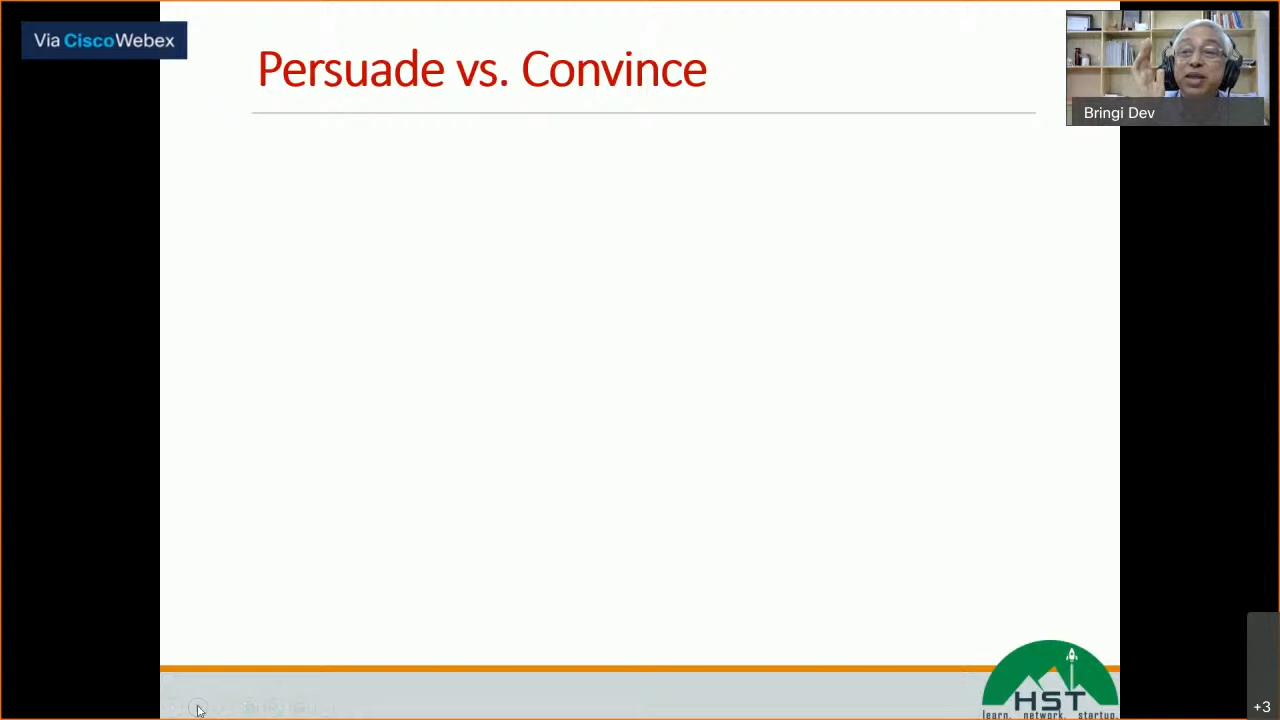 Via CiscoWebex
Persuade vs. Convince
Bringi Dev
HST
learn. network. startup.
+3